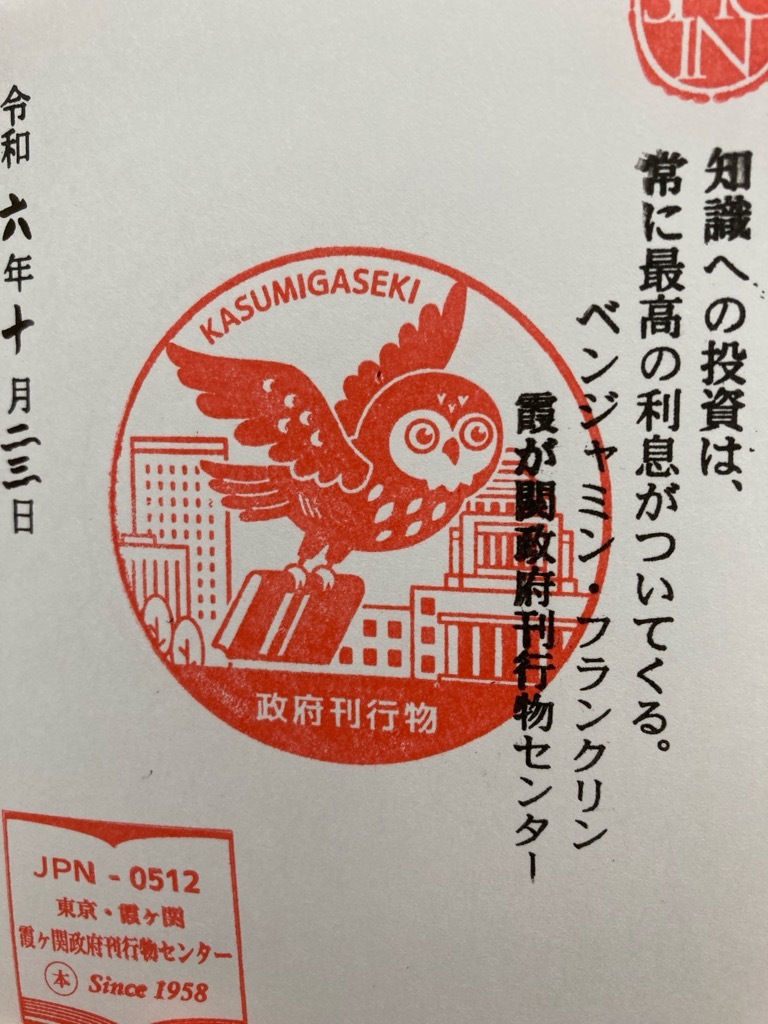 IN
知識への投資は、
常に最高の利息がついてくる。
ベンジャミン・フランクリン
霞が関政府刊行物センター
KASUMIGASEKI
政府刊行物
令和六年十月二三日
JPN - 0512
東京・霞ヶ関
霞ヶ関政府刊行物センター
本 Since 1958